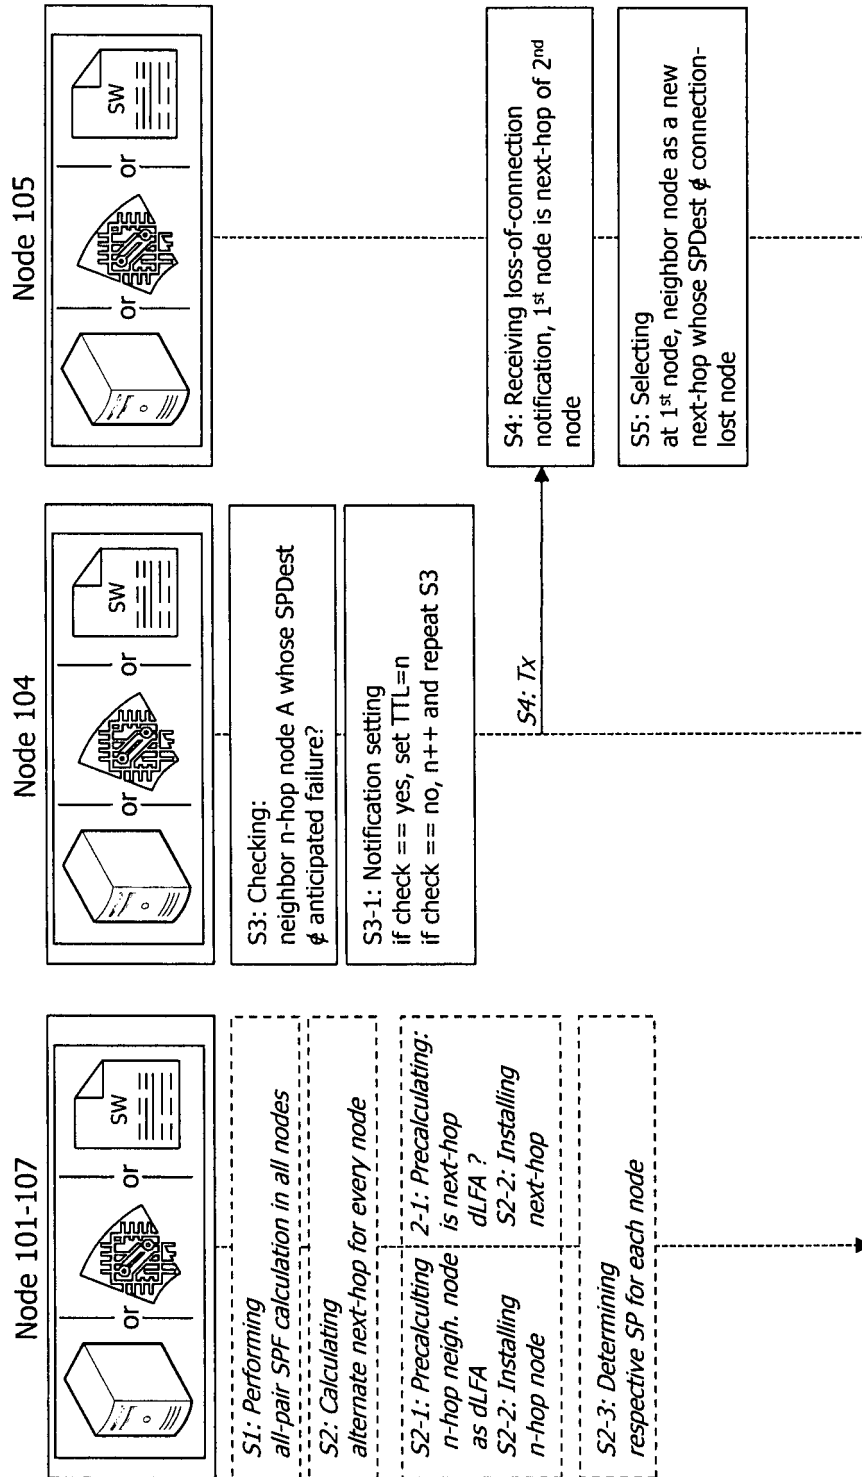 Node 101-107
or
or
SW
S1: Performing
all-pair SPF calculation in all nodes
S2: Calculating
alternate next-hop for every node
S2-1: Precalculting
n-hop neigh. node
as dLFA
S2-2: Installing
n-hop node
2-1: Precalculating:
is next-hop
dLFA ?
S2-2: Installing
next-hop
S2-3: Determining
respective SP for each node
Node 104
or
or
SW
S3: Checking:
neighbor n-hop node A whose SPDest
∉ anticipated failure?
S3-1: Notification setting
if check == yes, set TTL=n
if check == no, n++ and repeat S3
S4: Tx
Node 105
or
or
SW
S4: Receiving loss-of-connection
notification, 1st node is next-hop of 2nd
node
S5: Selecting
at 1st node, neighbor node as a new
next-hop whose SPDest ∉ connection-
lost node